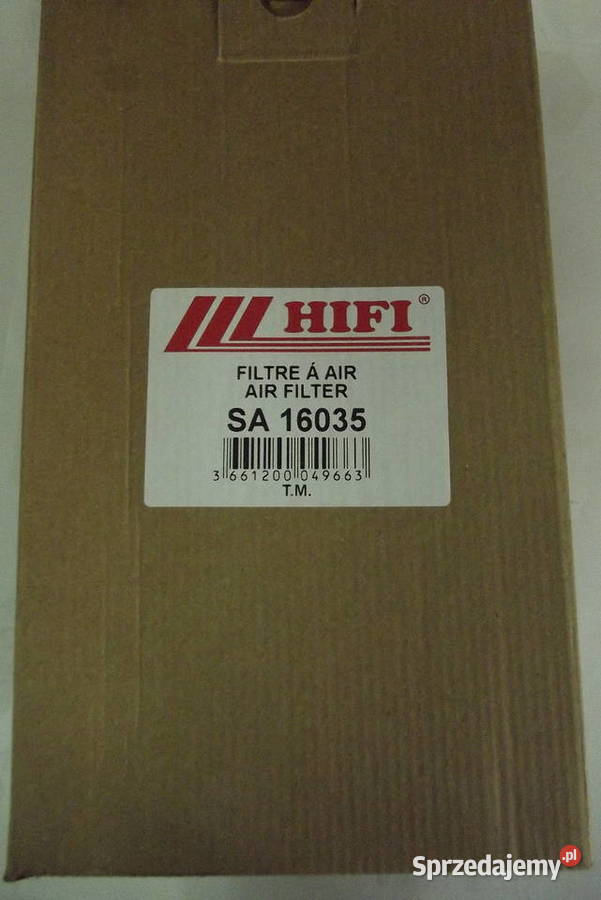 HIFI®
FILTRE Á AIR
AIR FILTER
SA 16035
3 661200 049663
T.M.
Sprzedajemy.pl